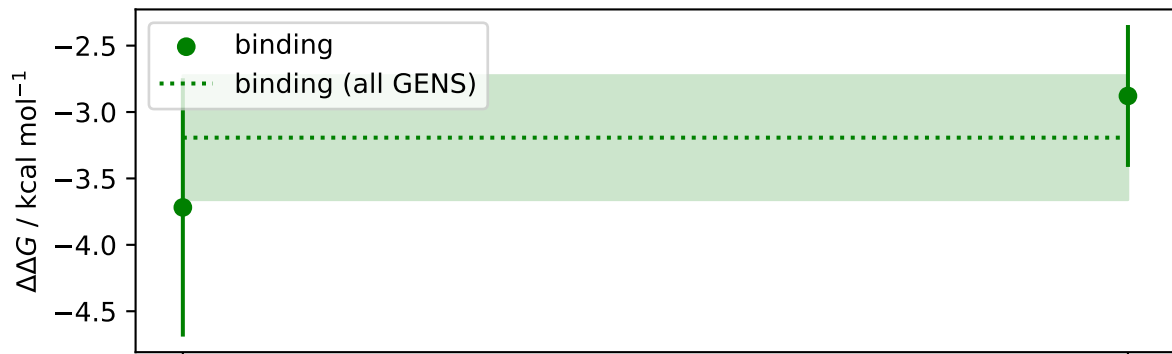 binding
binding (all GENS)
−2.5
−3.0
−3.5
−4.0
−4.5
ΔΔG / kcal mol⁻¹